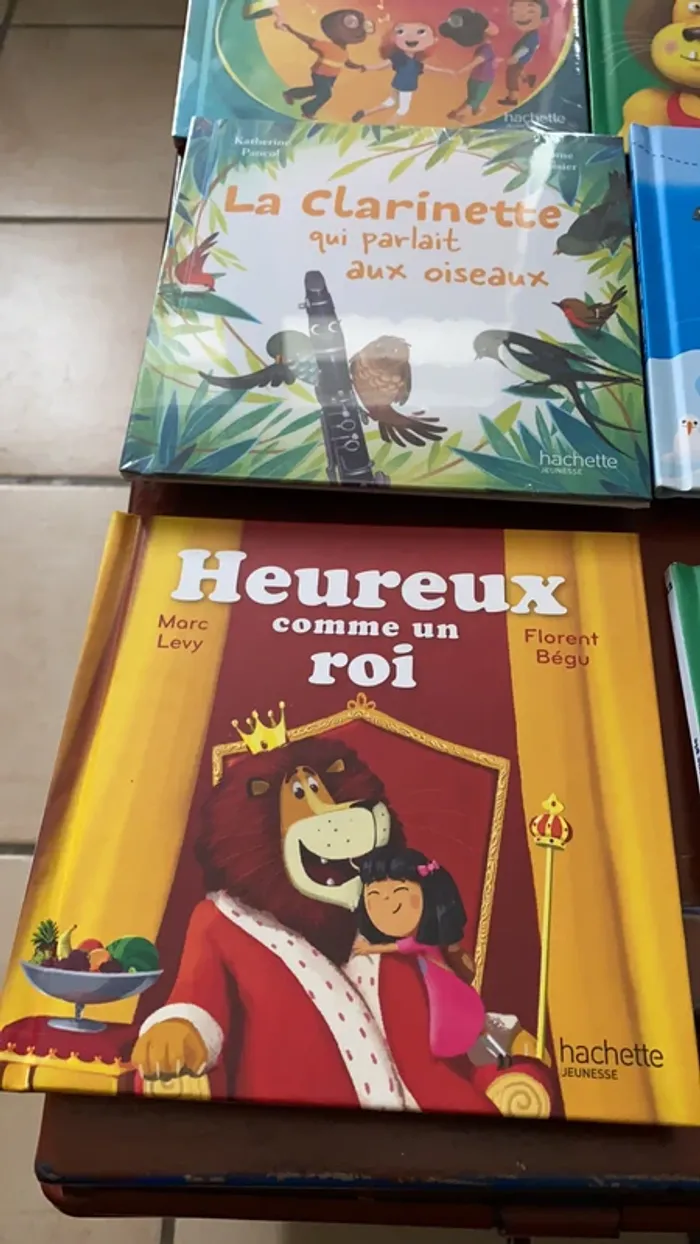 hachette
Katherine
Pancol
La clarinette
qui parlait
aux oiseaux
hachette
JEUNESSE
Heureux
comme un
roi
Marc
Levy
Florent
Bégu
hachette
JEUNESSE